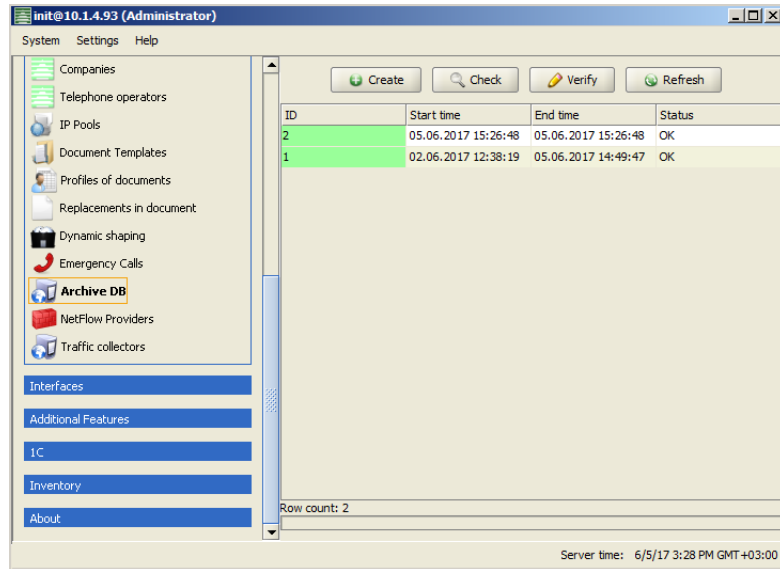 init@10.1.4.93 (Administrator)
System Settings Help
Companies
Telephone operators
IP Pools
Document Templates
Profiles of documents
Replacements in document
Dynamic shaping
Emergency Calls
Archive DB
NetFlow Providers
Traffic collectors
Interfaces
Additional Features
1C
Inventory
About
Create Check Verify Refresh
ID Start time End time Status
2 05.06.2017 15:26:48 05.06.2017 15:26:48 OK
1 02.06.2017 12:38:19 05.06.2017 14:49:47 OK
Row count: 2
Server time: 6/5/17 3:28 PM GMT+03:00